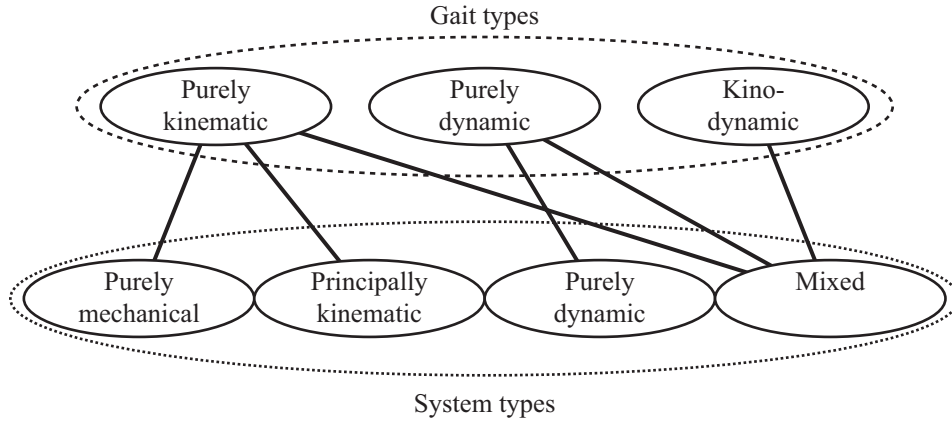 Gait types
Purely
kinematic
Purely
dynamic
Kino-
dynamic
Purely
mechanical
Principally
kinematic
Purely
dynamic
Mixed
System types